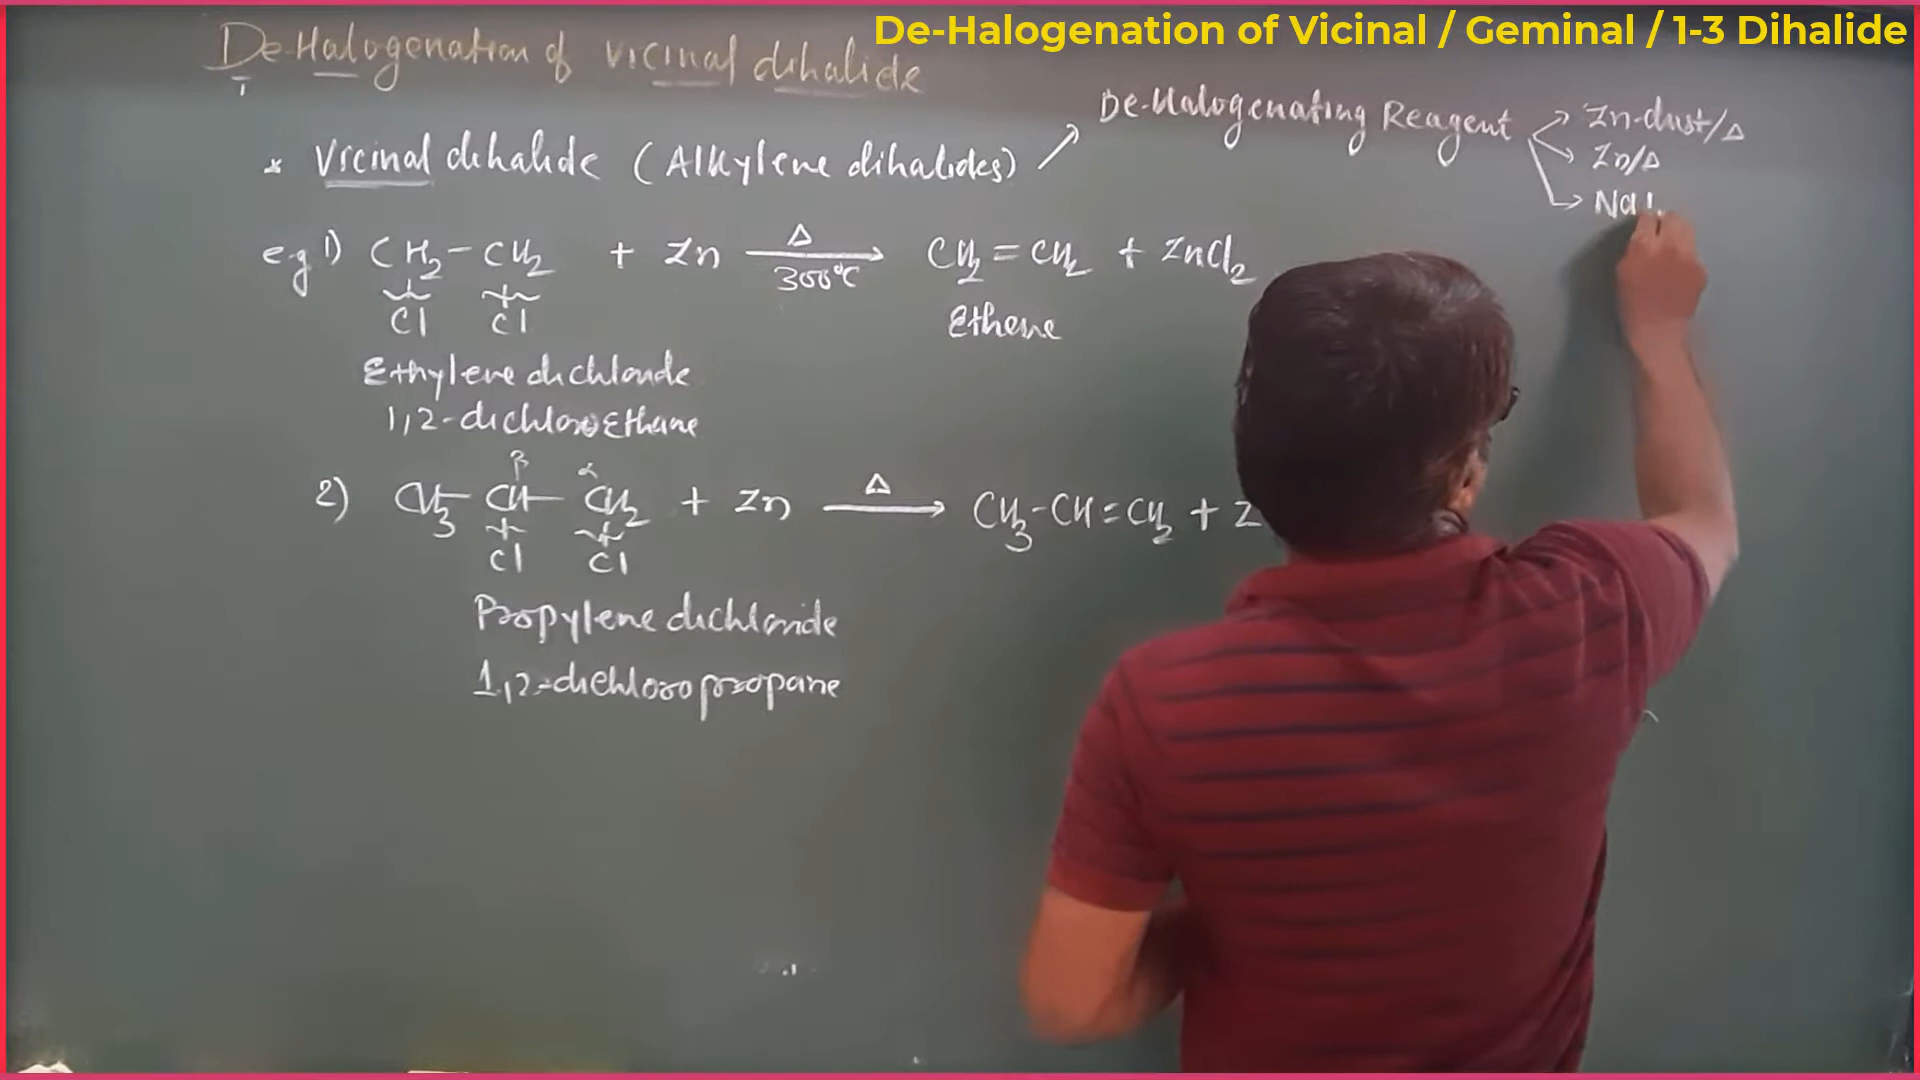 De-Halogenation of Vicinal / Geminal / 1-3 Dihalide
De-Halogenation of vicinal dihalide
De-Halogenating Reagent → Zn-dust/Δ
→ Zn/Δ
→ NaI
* Vicinal dihalide (Alkylene dihalides)
e.g 1) CH2-CH2 + Zn Δ 300°C → CH2=CH2 + ZnCl2
Cl Cl
Ethene
Ethylene dichloride
1,2-dichloroEthane
β α
2) CH3-CH-CH2 + Zn Δ → CH3-CH=CH2 + Z
Cl Cl
Propylene dichloride
1,2-dichloropropane